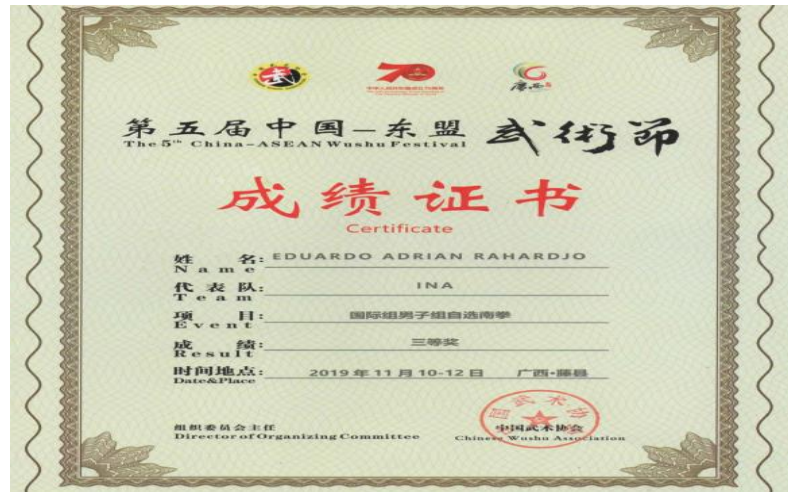 武
70
广西
第五届中国—东盟 武術節
The 5th China-ASEAN Wushu Festival
成绩证书
Certificate
姓 名: EDUARDO ADRIAN RAHARDJO
Name
代表队: INA
Team
项 目: 国际组男子组自选南拳
Event
成 绩: 三等奖
Result
时间地点: 2019年11月10-12日 广西·藤县
Date&Place
组织委员会主任 中国武术协会
Director of Organizing Committee Chinese Wushu Association